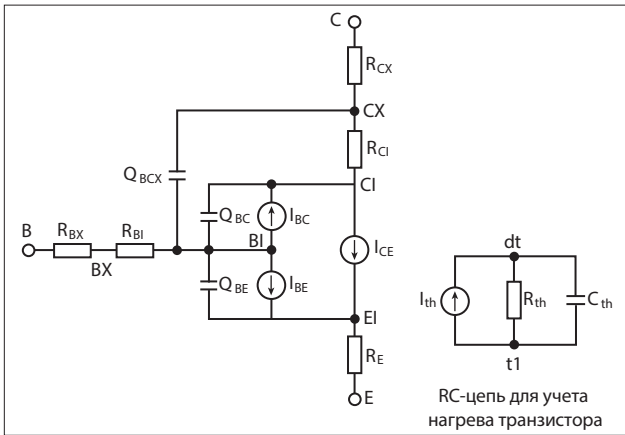 C
R_CX
CX
R_CI
Q_BCX
CI
Q_BC
I_BC
B
R_BX
R_BI
BX
BI
I_CE
Q_BE
I_BE
EI
R_E
E
dt
I_th
R_th
C_th
t1
RC-цепь для учета
нагрева транзистора